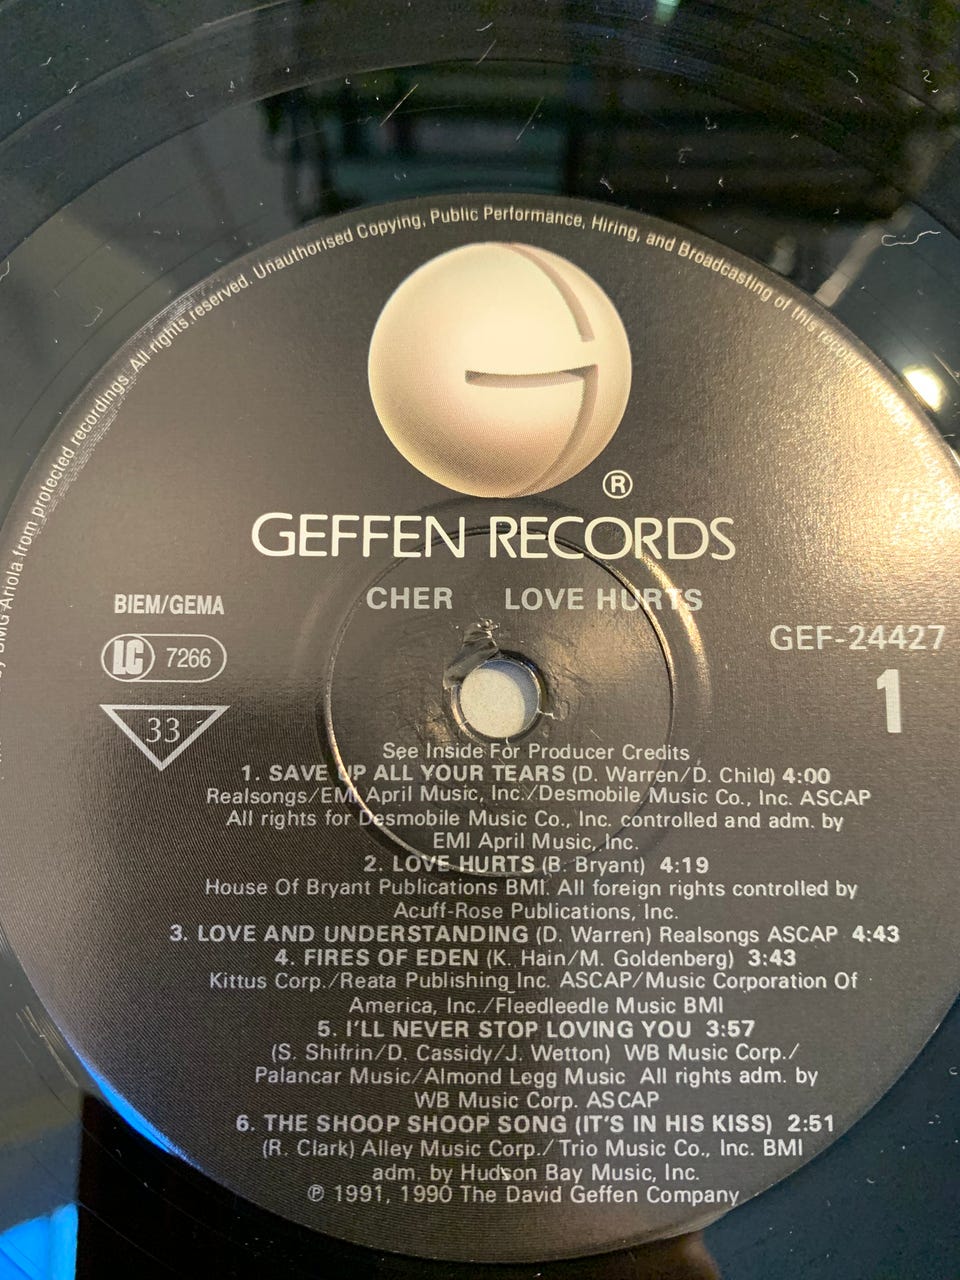 from protected recordings. All rights reserved. Unauthorised Copying, Public Performance, Hiring, and Broadcasting of this
BMG Ariola
®
GEFFEN RECORDS
CHER LOVE HURTS
BIEM/GEMA
GEF-24427
LC 7266
1
33
See Inside For Producer Credits
1. SAVE UP ALL YOUR TEARS (D. Warren/D. Child) 4:00
Realsongs/EMI April Music, Inc./Desmobile Music Co., Inc. ASCAP
All rights for Desmobile Music Co., Inc. controlled and adm. by
EMI April Music, Inc.
2. LOVE HURTS (B. Bryant) 4:19
House Of Bryant Publications BMI. All foreign rights controlled by
Acuff-Rose Publications, Inc.
3. LOVE AND UNDERSTANDING (D. Warren) Realsongs ASCAP 4:43
4. FIRES OF EDEN (K. Hain/M. Goldenberg) 3:43
Kittus Corp./Reata Publishing Inc. ASCAP/Music Corporation Of
America, Inc./Fleedleedle Music BMI
5. I'LL NEVER STOP LOVING YOU 3:57
(S. Shifrin/D. Cassidy/J. Wetton) WB Music Corp./
Palancar Music/Almond Legg Music All rights adm. by
WB Music Corp. ASCAP
6. THE SHOOP SHOOP SONG (IT'S IN HIS KISS) 2:51
(R. Clark) Alley Music Corp./Trio Music Co., Inc. BMI
adm. by Hudson Bay Music, Inc.
℗ 1991, 1990 The David Geffen Company